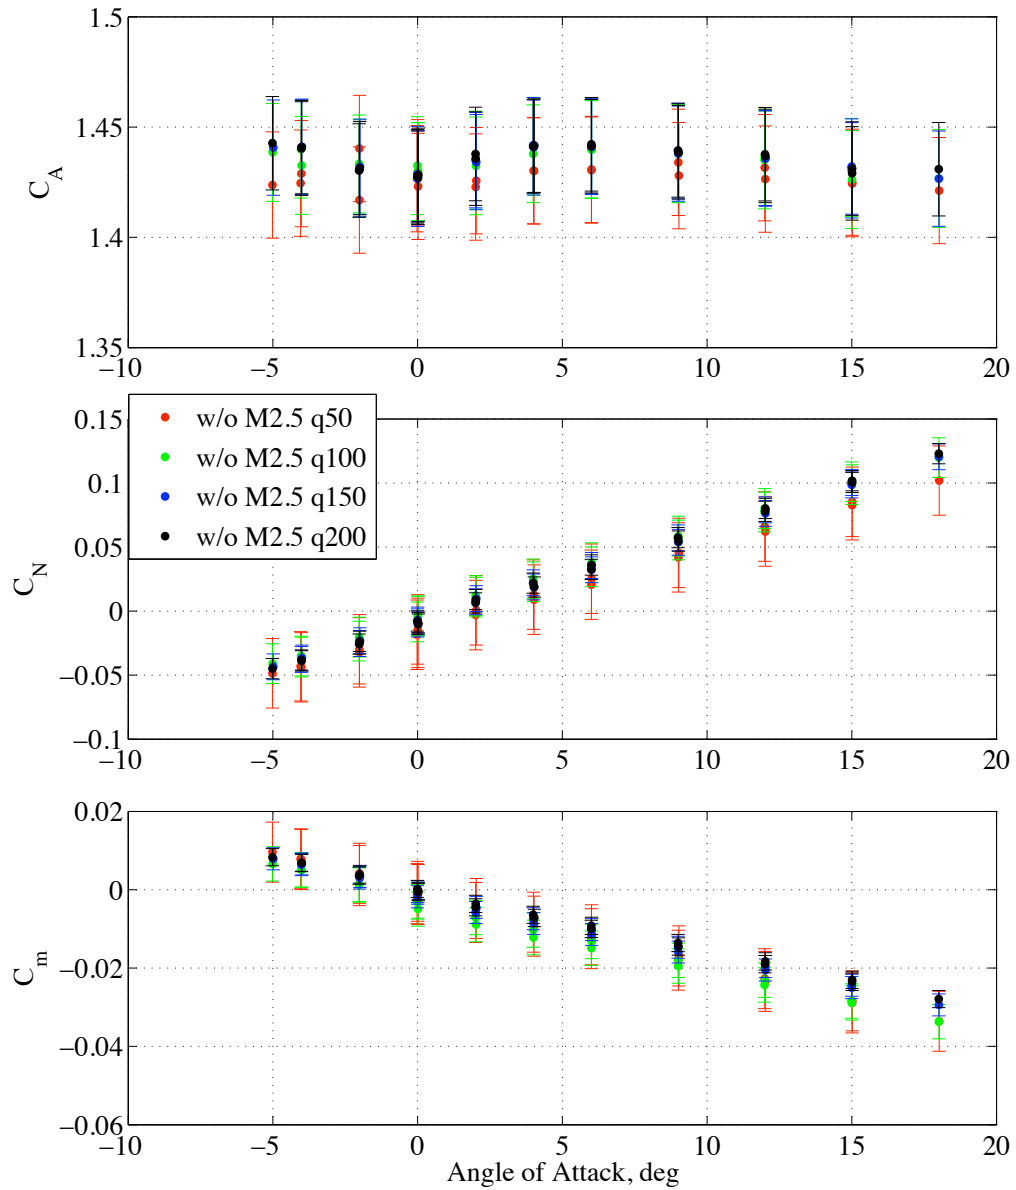 1.5
1.45
1.4
1.35
C_A
−10 −5 0 5 10 15 20
w/o M2.5 q50
w/o M2.5 q100
w/o M2.5 q150
w/o M2.5 q200
0.15
0.1
0.05
0
−0.05
−0.1
C_N
−10 −5 0 5 10 15 20
0.02
0
−0.02
−0.04
−0.06
C_m
−10 −5 0 5 10 15 20
Angle of Attack, deg